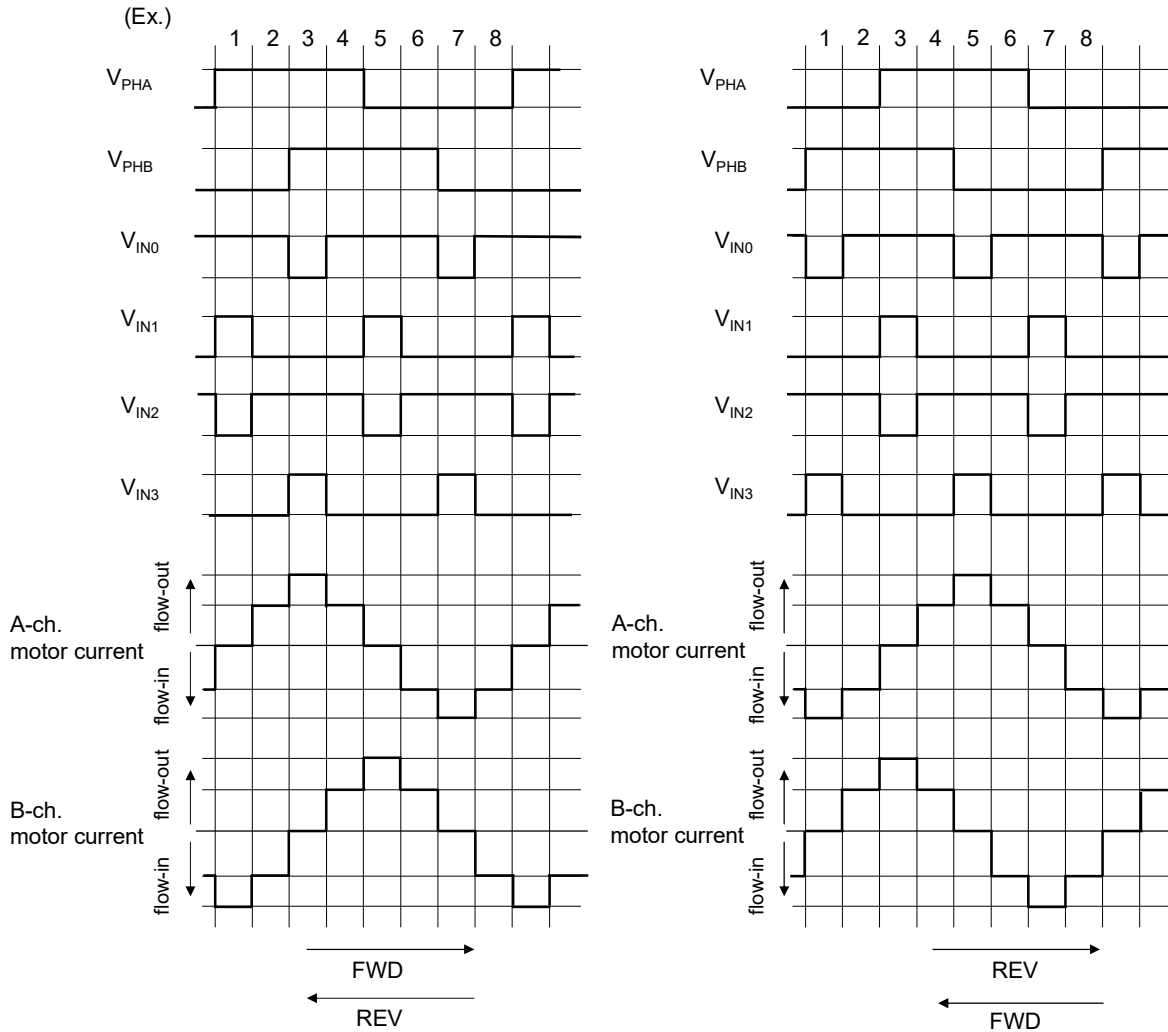 (Ex.)
1 2 3 4 5 6 7 8
VPHA
VPHB
VIN0
VIN1
VIN2
VIN3
A-ch.
motor current
flow-out
flow-in
B-ch.
motor current
flow-out
flow-in
FWD
REV
1 2 3 4 5 6 7 8
VPHA
VPHB
VIN0
VIN1
VIN2
VIN3
A-ch.
motor current
flow-out
flow-in
B-ch.
motor current
flow-out
flow-in
REV
FWD